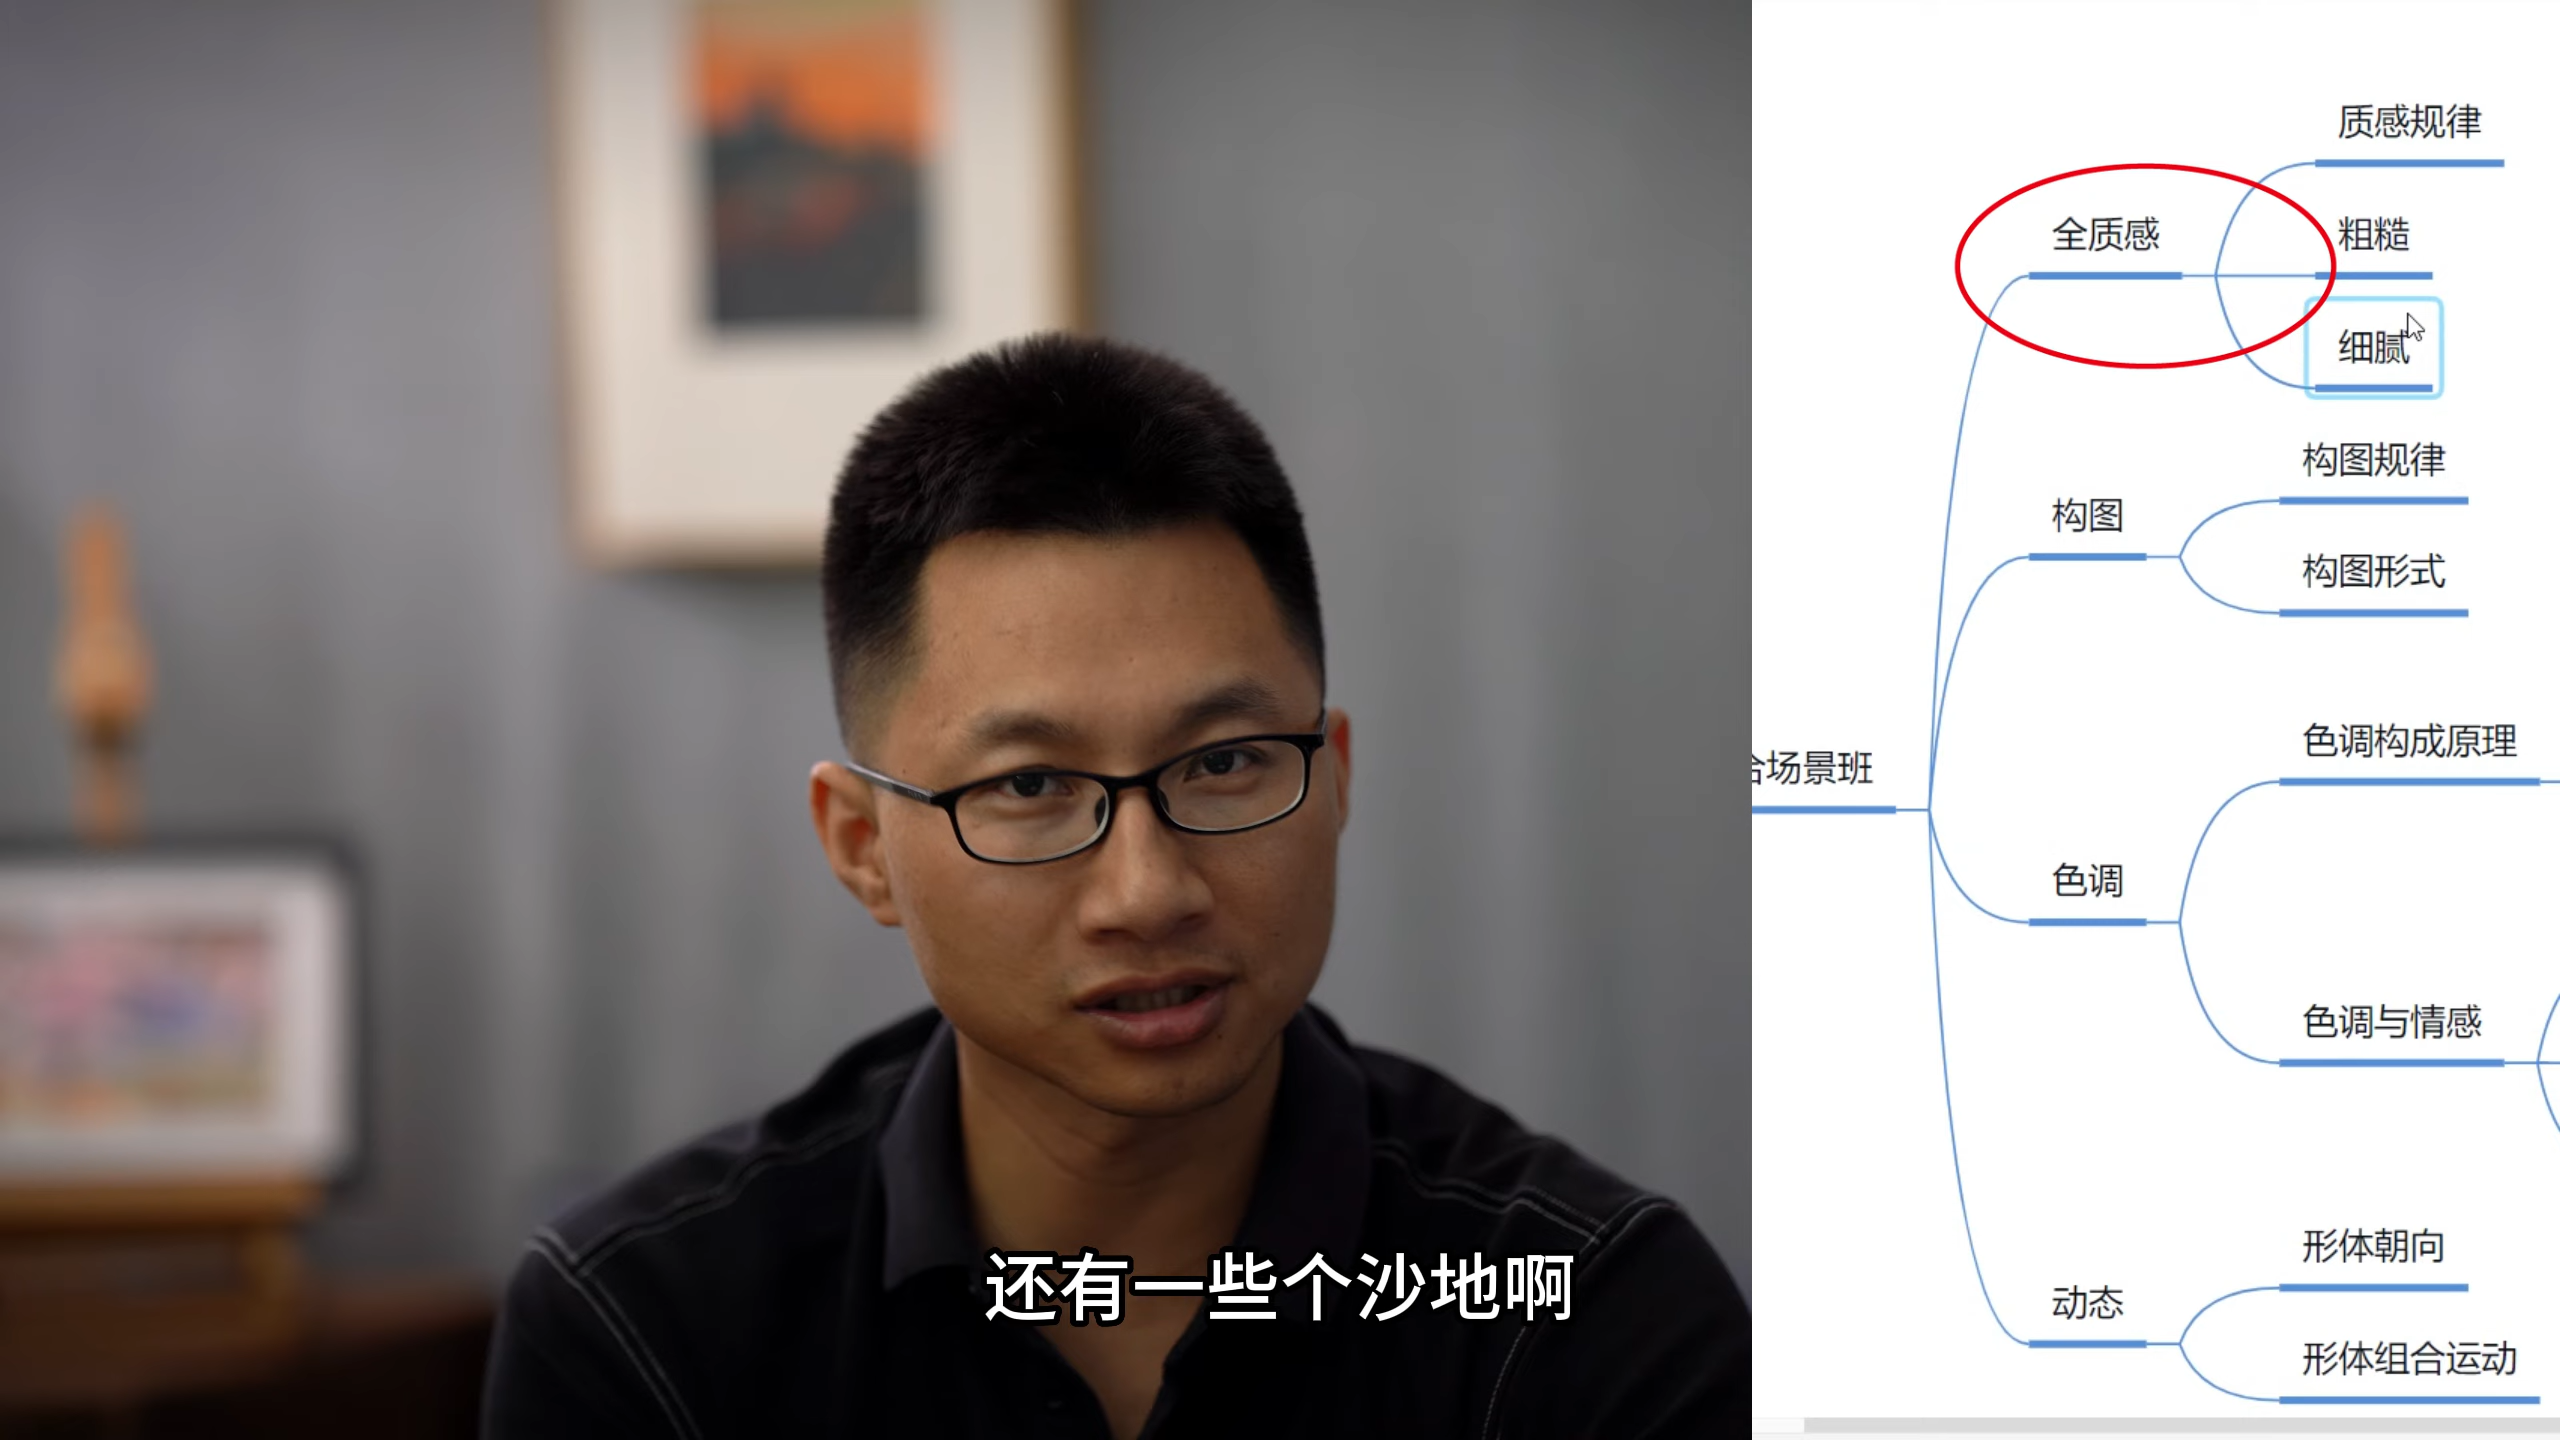 还有一些个沙地啊
质感规律
全质感
粗糙
细腻
构图规律
构图
构图形式
色调构成原理
合场景班
色调
色调与情感
形体朝向
动态
形体组合运动